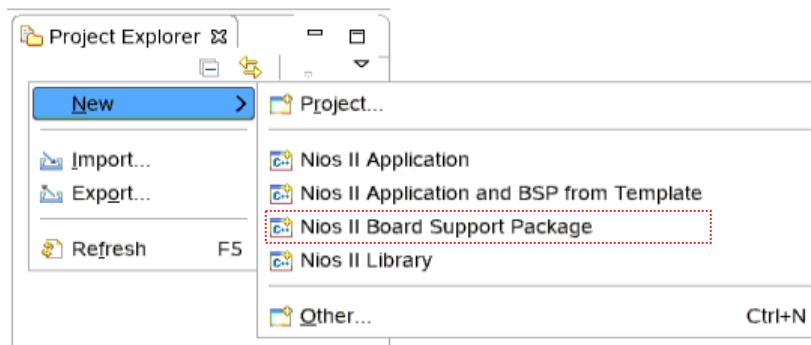 Project Explorer
New
Project...
Import...
Nios II Application
Export...
Nios II Application and BSP from Template
Nios II Board Support Package
Refresh F5
Nios II Library
Other... Ctrl+N